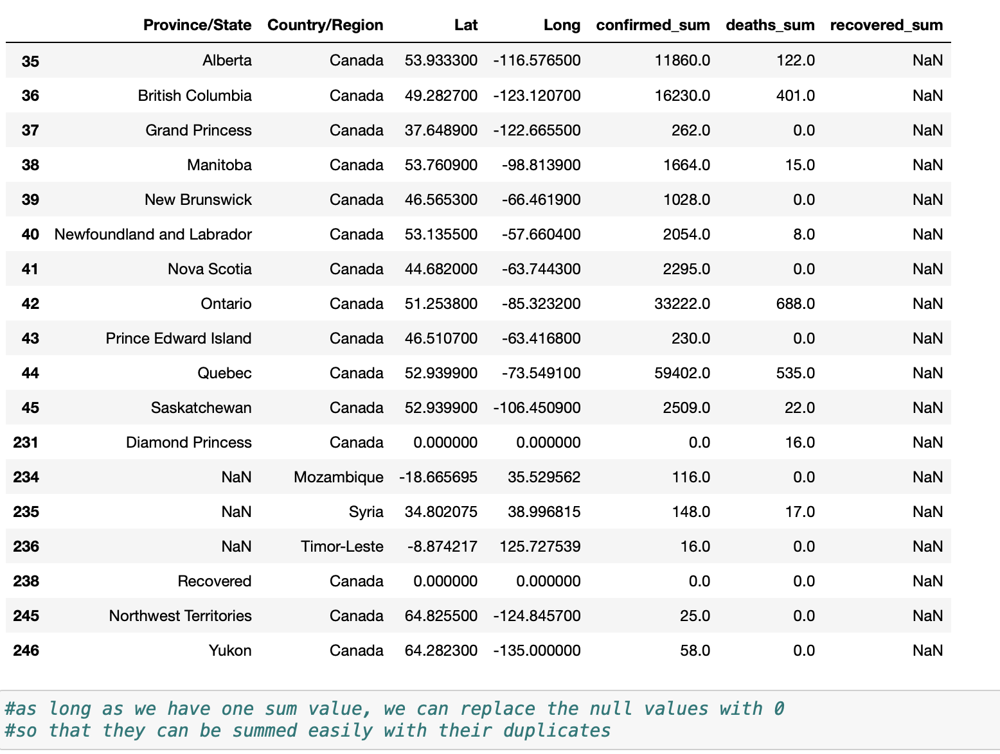 Province/State Country/Region Lat Long confirmed_sum deaths_sum recovered_sum
35 Alberta Canada 53.933300 -116.576500 11860.0 122.0 NaN
36 British Columbia Canada 49.282700 -123.120700 16230.0 401.0 NaN
37 Grand Princess Canada 37.648900 -122.665500 262.0 0.0 NaN
38 Manitoba Canada 53.760900 -98.813900 1664.0 15.0 NaN
39 New Brunswick Canada 46.565300 -66.461900 1028.0 0.0 NaN
40 Newfoundland and Labrador Canada 53.135500 -57.660400 2054.0 8.0 NaN
41 Nova Scotia Canada 44.682000 -63.744300 2295.0 0.0 NaN
42 Ontario Canada 51.253800 -85.323200 33222.0 688.0 NaN
43 Prince Edward Island Canada 46.510700 -63.416800 230.0 0.0 NaN
44 Quebec Canada 52.939900 -73.549100 59402.0 535.0 NaN
45 Saskatchewan Canada 52.939900 -106.450900 2509.0 22.0 NaN
231 Diamond Princess Canada 0.000000 0.000000 0.0 16.0 NaN
234 NaN Mozambique -18.665695 35.529562 116.0 0.0 NaN
235 NaN Syria 34.802075 38.996815 148.0 17.0 NaN
236 NaN Timor-Leste -8.874217 125.727539 16.0 0.0 NaN
238 Recovered Canada 0.000000 0.000000 0.0 0.0 NaN
245 Northwest Territories Canada 64.825500 -124.845700 25.0 0.0 NaN
246 Yukon Canada 64.282300 -135.000000 58.0 0.0 NaN
#as long as we have one sum value, we can replace the null values with 0
#so that they can be summed easily with their duplicates